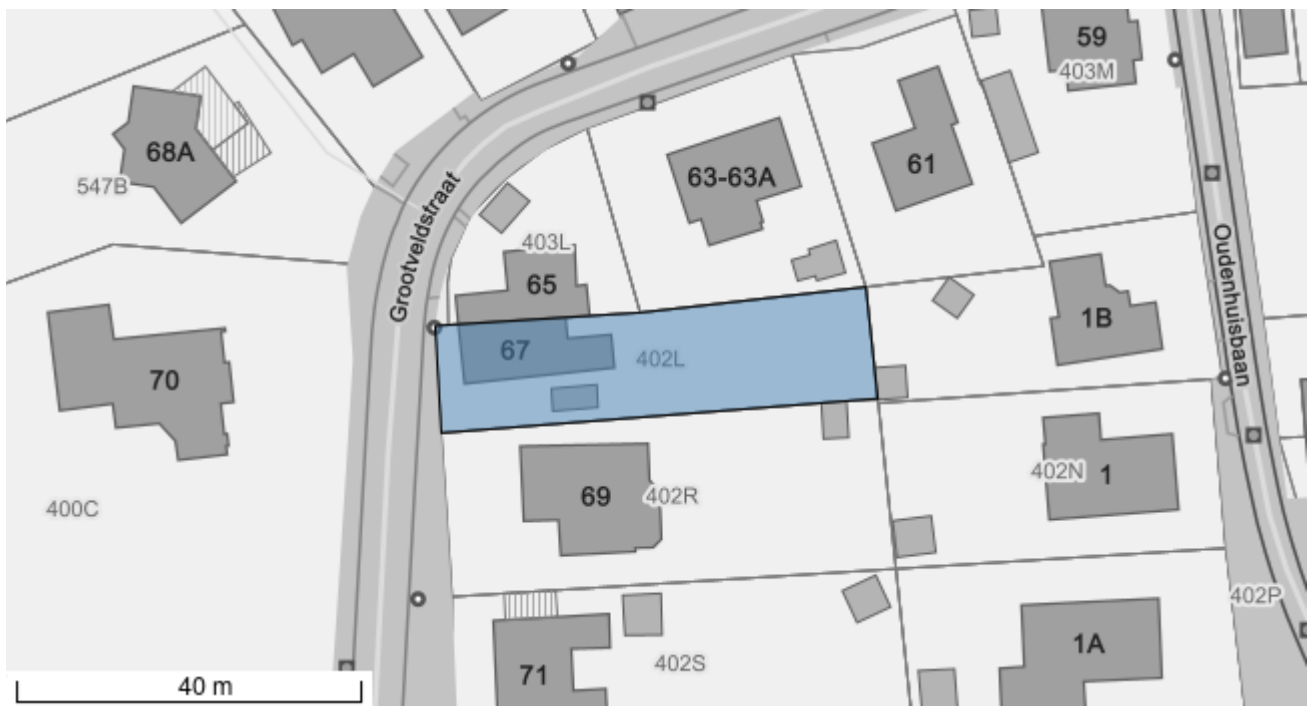 59
403M
68A
547B
63-63A
61
Grootveldstraat
403L
65
Oudenhuisbaan
1B
67
402L
70
402N
1
69
402R
400C
402P
402S
71
1A
40 m